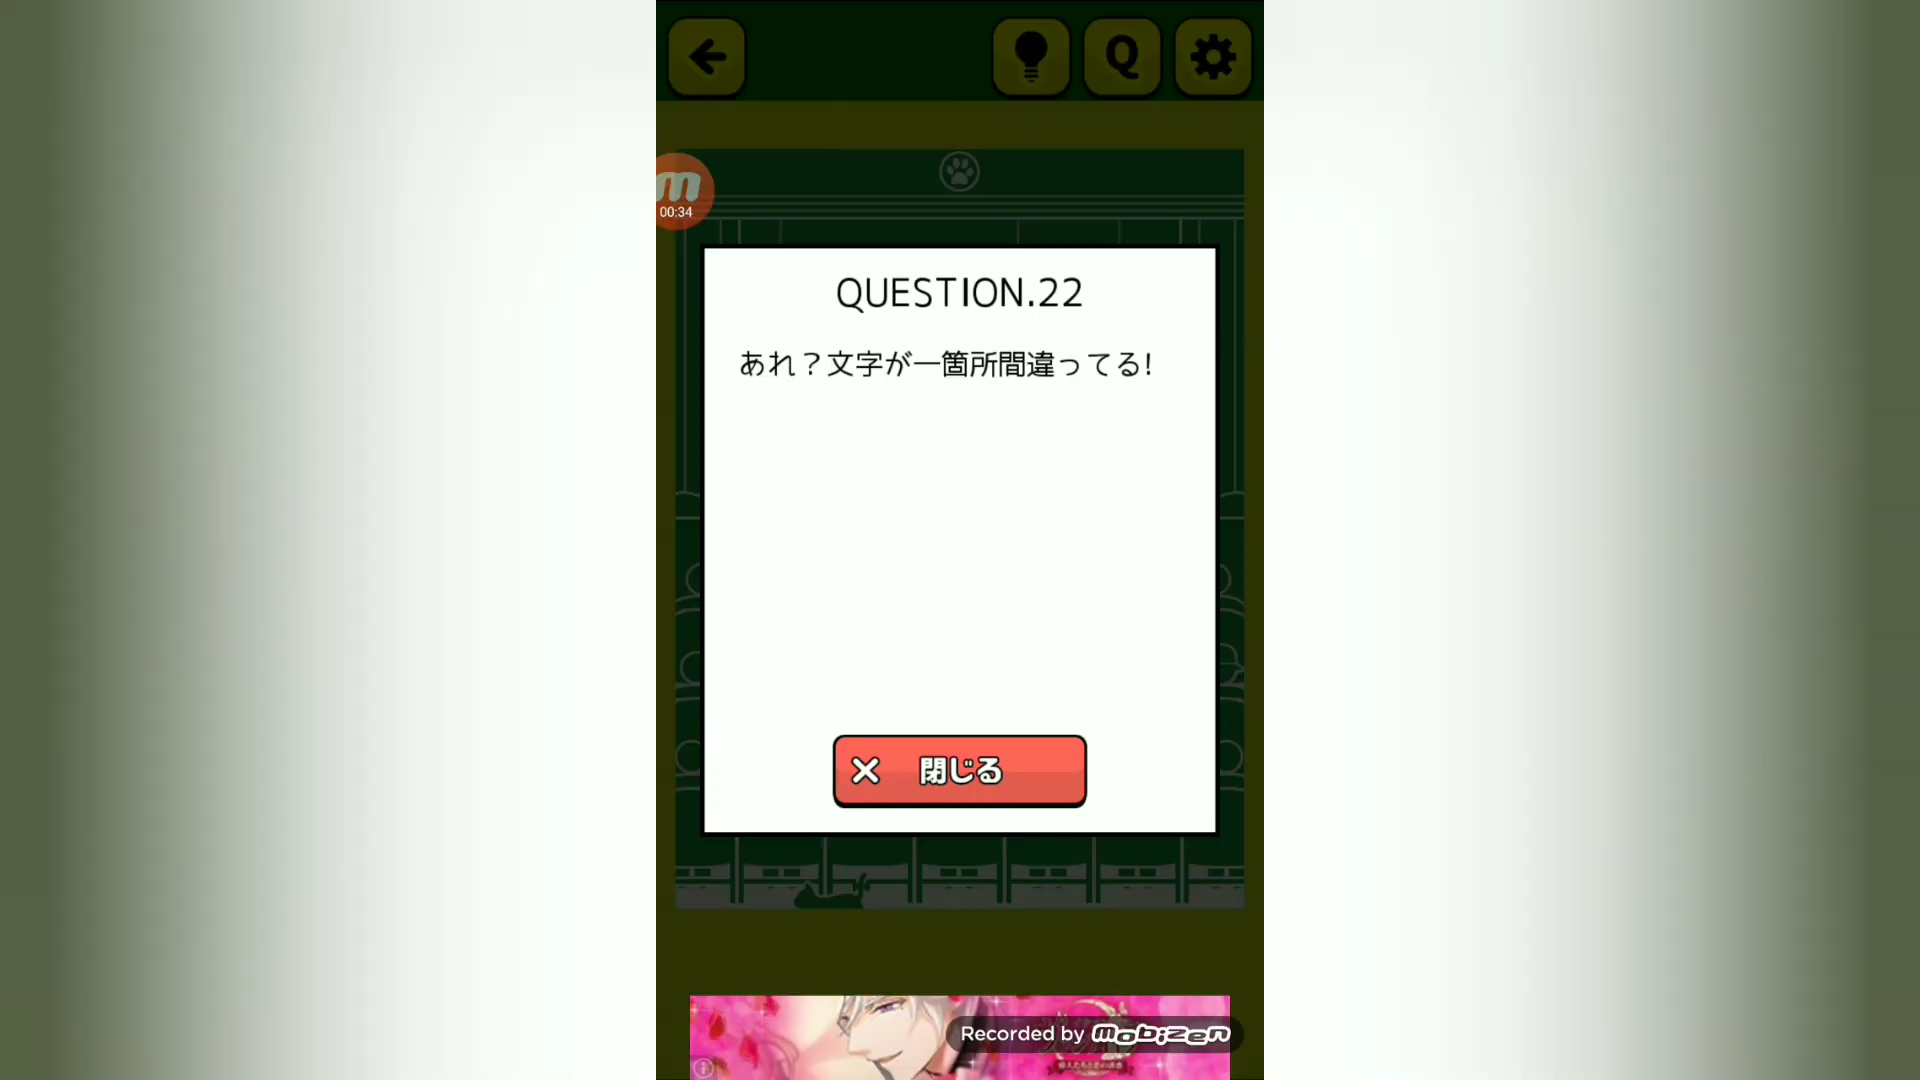 Q
m
00:34
QUESTION.22
あれ？文字が一箇所間違ってる!
閉じる
Recorded by mobizen